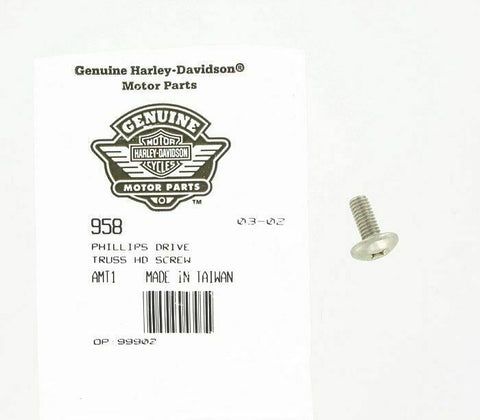 Genuine Harley-Davidson®
Motor Parts
GENUINE
MOTOR
HARLEY-DAVIDSON
CYCLES
MOTOR PARTS
™
958 03-02
PHILLIPS DRIVE
TRUSS HD SCREW
AMT1 MADE IN TAIWAN
OP 99902